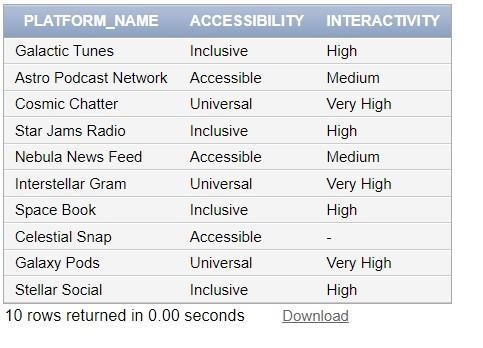 PLATFORM_NAME ACCESSIBILITY INTERACTIVITY
Galactic Tunes Inclusive High
Astro Podcast Network Accessible Medium
Cosmic Chatter Universal Very High
Star Jams Radio Inclusive High
Nebula News Feed Accessible Medium
Interstellar Gram Universal Very High
Space Book Inclusive High
Celestial Snap Accessible -
Galaxy Pods Universal Very High
Stellar Social Inclusive High
10 rows returned in 0.00 seconds Download